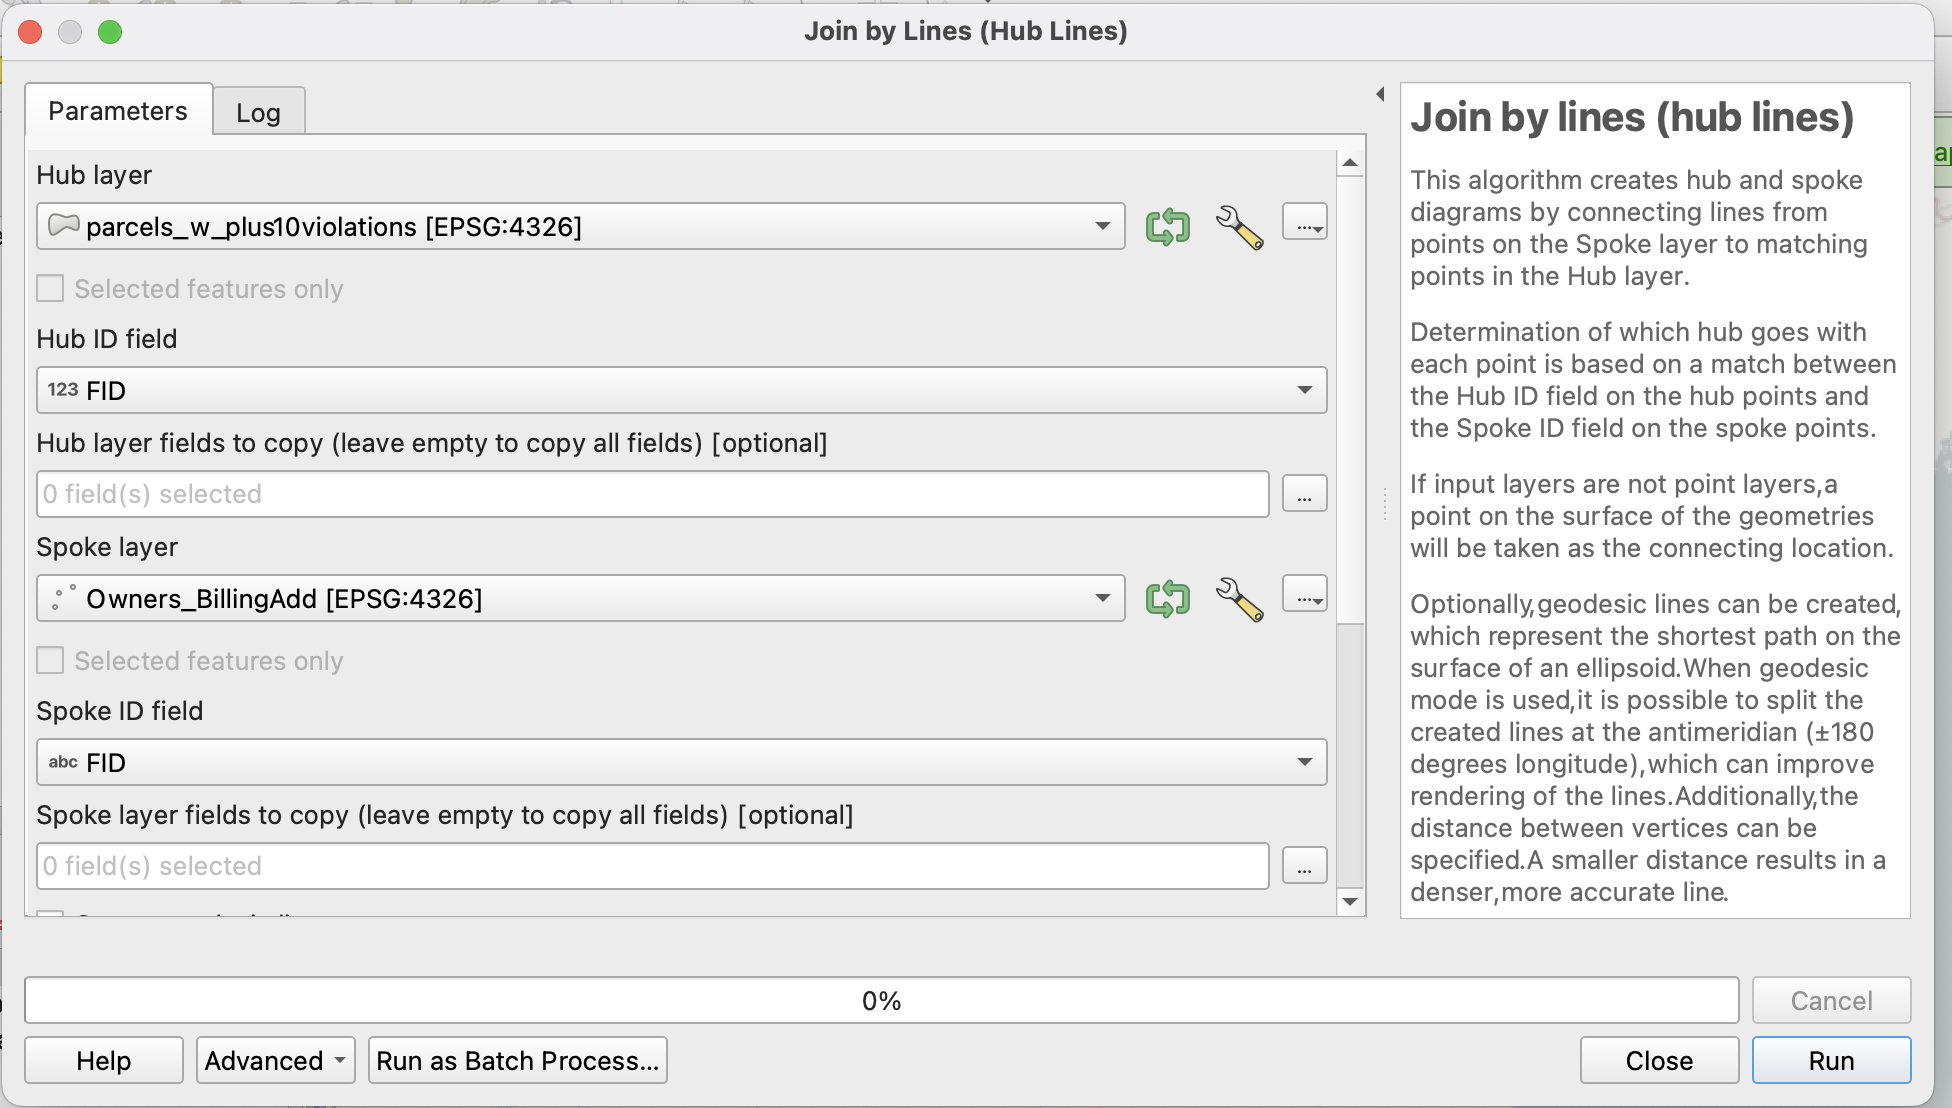 Join by Lines (Hub Lines)
Parameters
Log
Hub layer
parcels_w_plus10violations [EPSG:4326]
...
Selected features only
Hub ID field
123 FID
Hub layer fields to copy (leave empty to copy all fields) [optional]
0 field(s) selected
...
Spoke layer
Owners_BillingAdd [EPSG:4326]
...
Selected features only
Spoke ID field
abc FID
Spoke layer fields to copy (leave empty to copy all fields) [optional]
0 field(s) selected
...
Join by lines (hub lines)
This algorithm creates hub and spoke
diagrams by connecting lines from
points on the Spoke layer to matching
points in the Hub layer.
Determination of which hub goes with
each point is based on a match between
the Hub ID field on the hub points and
the Spoke ID field on the spoke points.
If input layers are not point layers,a
point on the surface of the geometries
will be taken as the connecting location.
Optionally,geodesic lines can be created,
which represent the shortest path on the
surface of an ellipsoid.When geodesic
mode is used,it is possible to split the
created lines at the antimeridian (±180
degrees longitude),which can improve
rendering of the lines.Additionally,the
distance between vertices can be
specified.A smaller distance results in a
denser,more accurate line.
0%
Cancel
Help
Advanced
Run as Batch Process...
Close
Run